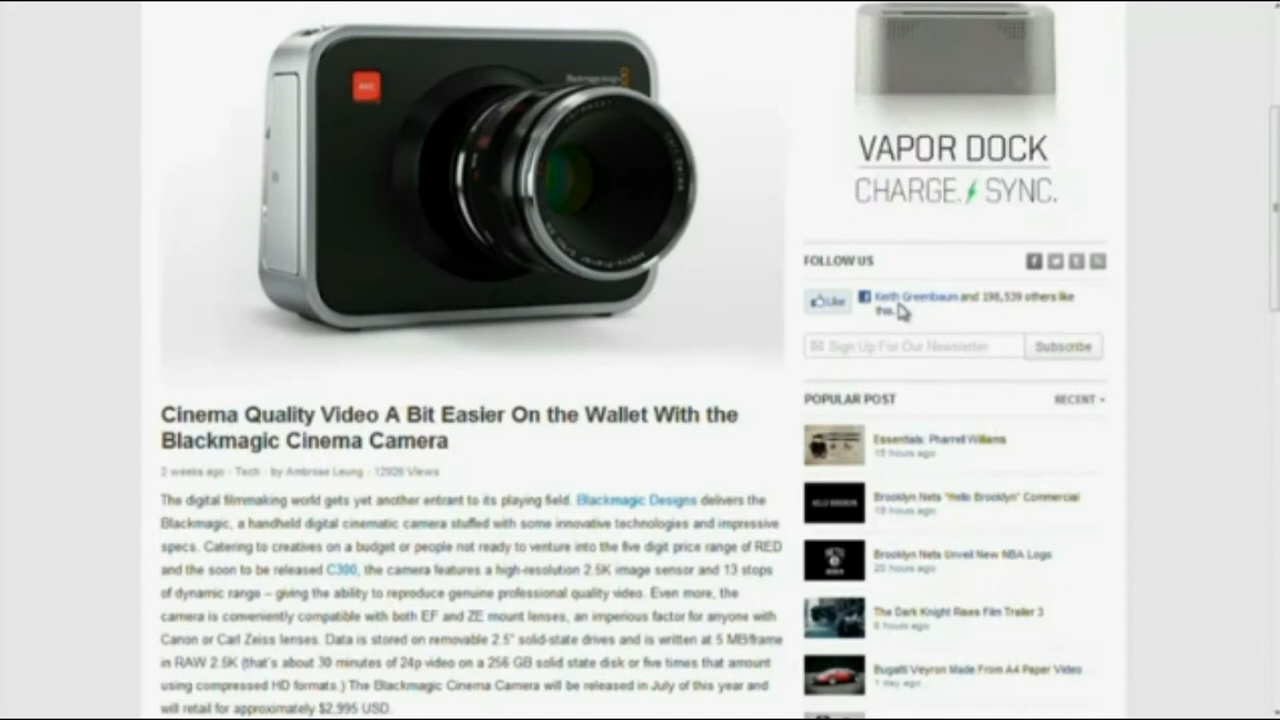 VAPOR DOCK
CHARGE. SYNC.
FOLLOW US
Like
Keith Greenbaum and 198,539 others like
this.
Sign Up For Our Newsletter
Subscribe
POPULAR POST
RECENT
Essentials: Pharrell Williams
15 hours ago
Brooklyn Nets "Hello Brooklyn" Commercial
19 hours ago
Brooklyn Nets Unveil New NBA Logo
20 hours ago
The Dark Knight Rises Film Trailer 3
Bugatti Veyron Made From A4 Paper Video
1 day ago
Cinema Quality Video A Bit Easier On the Wallet With the
Blackmagic Cinema Camera
2 weeks ago - Tech - by Ambrose Leung - Views
The digital filmmaking world gets yet another entrant to its playing field. Blackmagic Designs delivers the
Blackmagic, a handheld digital cinematic camera stuffed with some innovative technologies and impressive
specs. Catering to creatives on a budget or people not ready to venture into the five digit price range of RED
and the soon to be released C300, the camera features a high-resolution 2.5K image sensor and 13 stops
of dynamic range – giving the ability to reproduce genuine professional quality video. Even more, the
camera is conveniently compatible with both EF and ZE mount lenses, an imperious factor for anyone with
Canon or Carl Zeiss lenses. Data is stored on removable 2.5" solid-state drives and is written at 5 MB/frame
in RAW 2.5K (that's about 30 minutes of 24p video on a 256 GB solid state disk or five times that amount
using compressed HD formats.) The Blackmagic Cinema Camera will be released in July of this year and
will retail for approximately $2,995 USD.